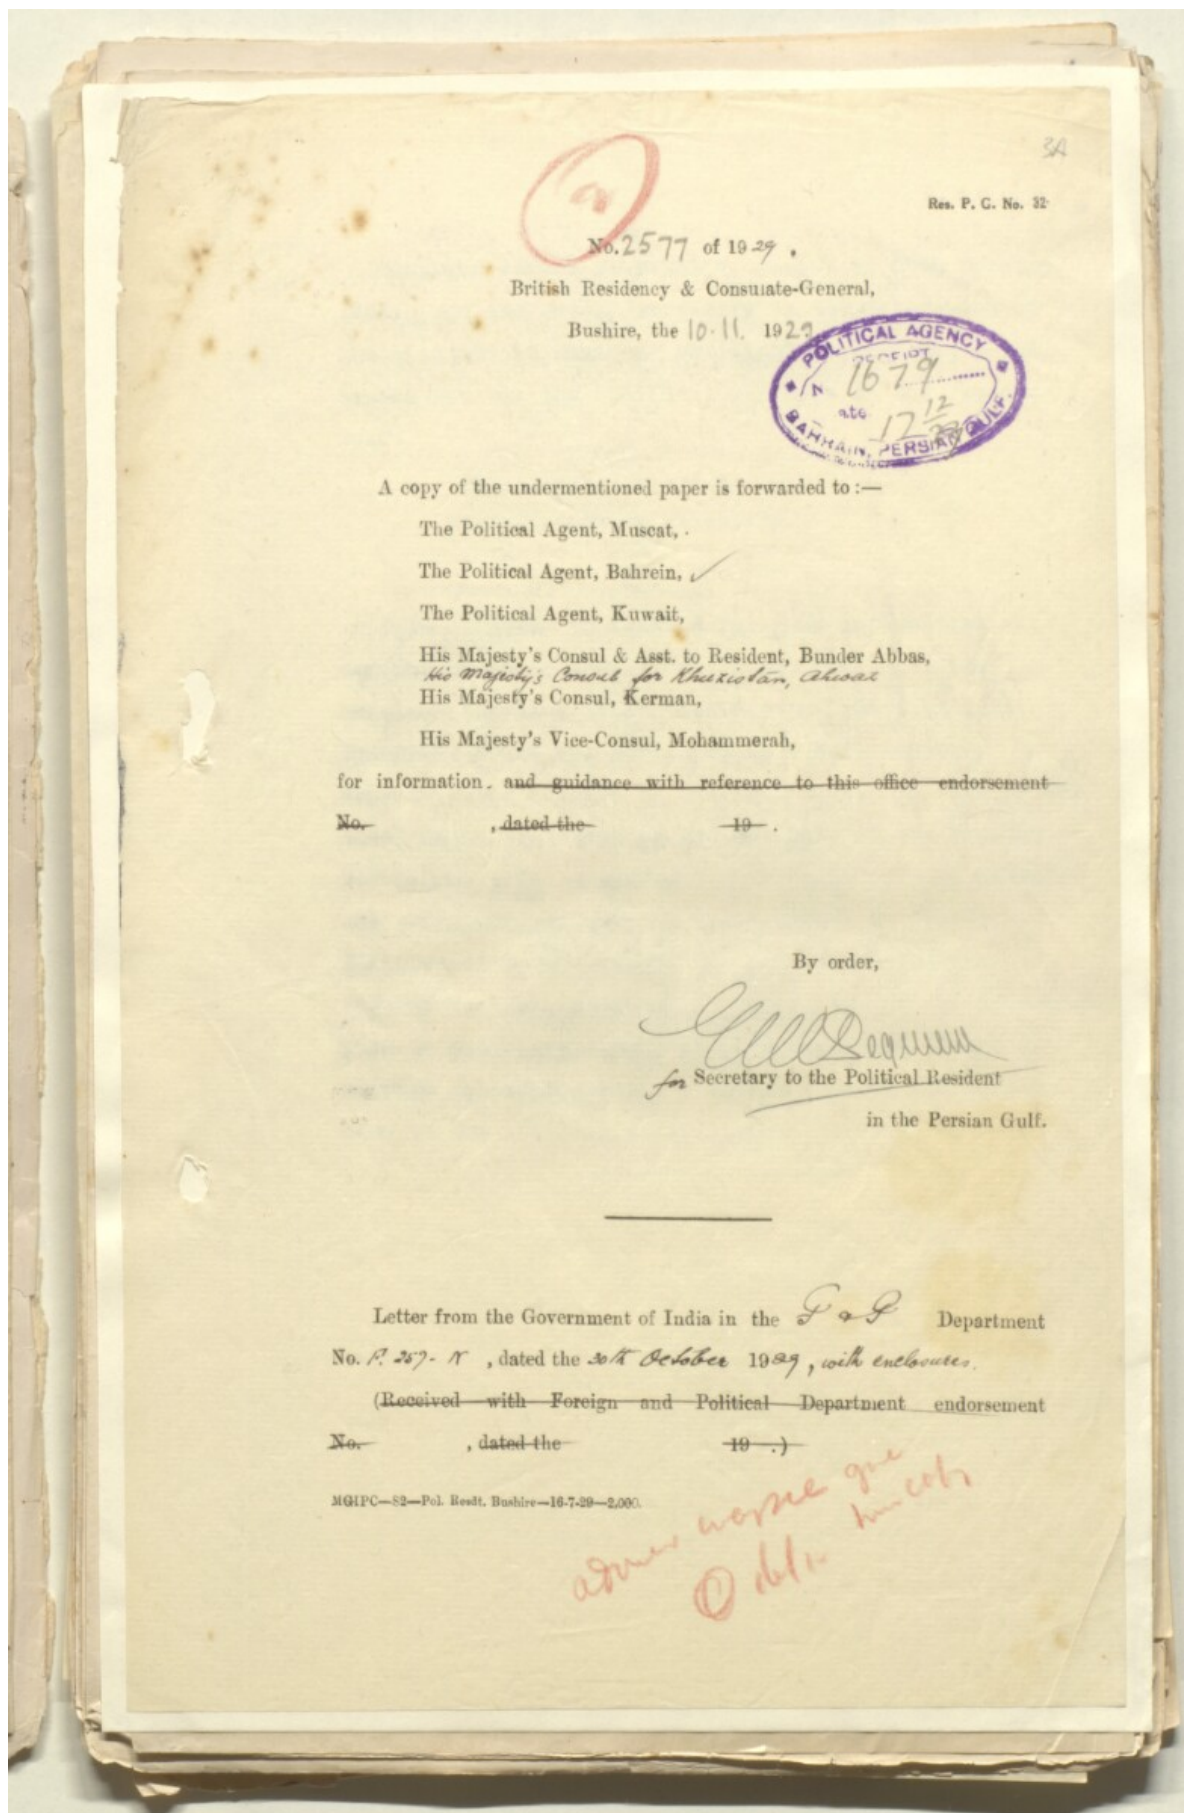 3A
Res. P. G. No. 32
No. 2577 of 1929.
British Residency & Consulate-General,
Bushire, the 10.11. 1929
POLITICAL AGENCY
RECEIPT
1679
17 12
BAHRAIN, PERSIAN GULF.
A copy of the undermentioned paper is forwarded to :—
The Political Agent, Muscat,
The Political Agent, Bahrein, ✓
The Political Agent, Kuwait,
His Majesty's Consul & Asst. to Resident, Bunder Abbas,
His Majesty's Consul for Khuzistan, Ahwaz
His Majesty's Consul, Kerman,
His Majesty's Vice-Consul, Mohammerah,
for information. and guidance with reference to this office endorsement
No. , dated the 19 .
By order,
for Secretary to the Political Resident
in the Persian Gulf.
Letter from the Government of India in the F & P Department
No. F. 257-N , dated the 30th October 1929, with enclosures.
(Received with Foreign and Political Department endorsement
No. , dated the 19 .)
MGIPC—S2—Pol. Resdt. Bushire—16-7-29—2,000.